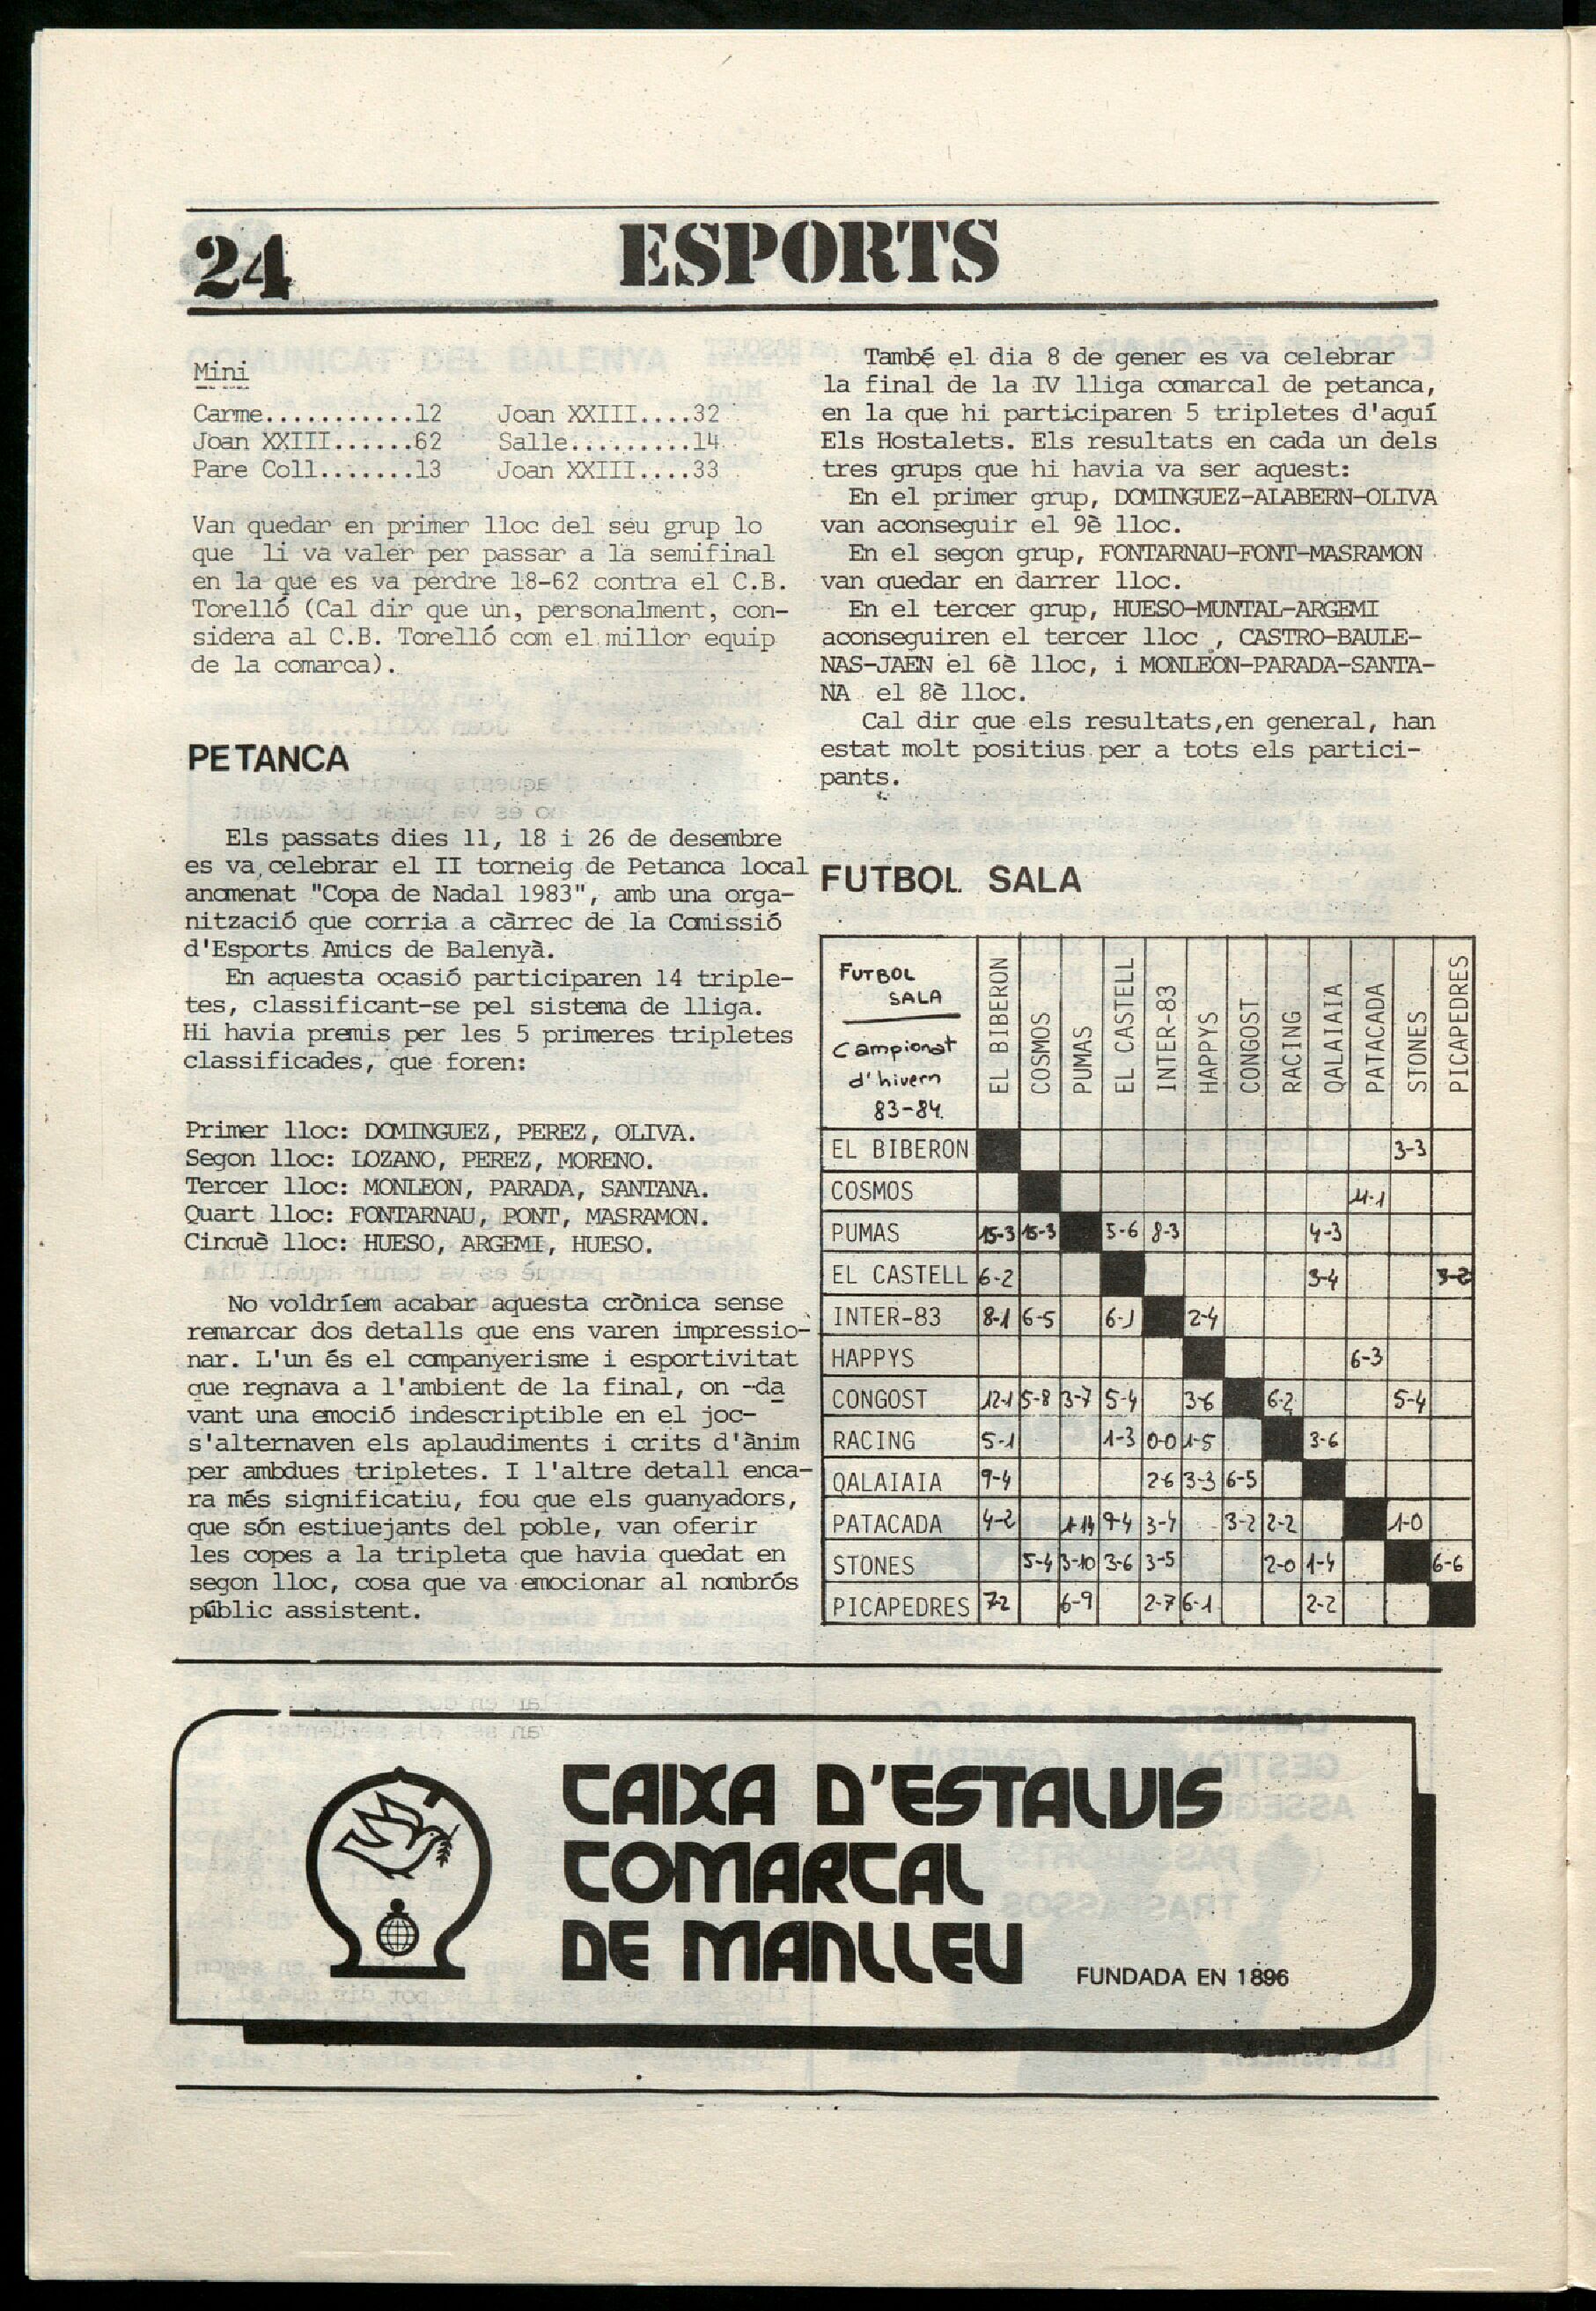 24
ESPORTS
Mini
Carme...........12 Joan XXIII....32
Joan XXIII......62 Salle.........14
Pare Coll.......13 Joan XXIII....33
Van quedar en primer lloc del seu grup lo
que li va valer per passar a la semifinal
en la que es va perdre 18-62 contra el C.B.
Torelló (Cal dir que un, personalment, con-
sidera al C.B. Torelló com el millor equip
de la comarca).
PETANCA
Els passats dies 11, 18 i 26 de desembre
es va celebrar el II torneig de Petanca local
anomenat "Copa de Nadal 1983", amb una orga-
nització que corria a càrrec de la Comissió
d'Esports Amics de Balenyà.
En aquesta ocasió participaren 14 triple-
tes, classificant-se pel sistema de lliga.
Hi havia premis per les 5 primeres tripletes
classificades, que foren:
Primer lloc: DOMINGUEZ, PEREZ, OLIVA.
Segon lloc: LOZANO, PEREZ, MORENO.
Tercer lloc: MONLEON, PARADA, SANTANA.
Quart lloc: FONTARNAU, PONT, MASRAMON.
Cinquè lloc: HUESO, ARGEMI, HUESO.
No voldríem acabar aquesta crònica sense
remarcar dos detalls que ens varen impressio-
nar. L'un és el companyerisme i esportivitat
que regnava a l'ambient de la final, on -da
vant una emoció indescriptible en el joc-
s'alternaven els aplaudiments i crits d'ànim
per ambdues tripletes. I l'altre detall enca-
ra més significatiu, fou que els guanyadors,
que són estiuejants del poble, van oferir
les copes a la tripleta que havia quedat en
segon lloc, cosa que va emocionar al nombrós
públic assistent.
També el dia 8 de gener es va celebrar
la final de la IV lliga comarcal de petanca,
en la que hi participaren 5 tripletes d'aquí
Els Hostalets. Els resultats en cada un dels
tres grups que hi havia va ser aquest:
En el primer grup, DOMINGUEZ-ALABERN-OLIVA
van aconseguir el 9è lloc.
En el segon grup, FONTARNAU-FONT-MASRAMON
van quedar en darrer lloc.
En el tercer grup, HUESO-MUNTAL-ARGEMI
aconseguiren el tercer lloc , CASTRO-BAULE-
NAS-JAEN el 6è lloc, i MONLEON-PARADA-SANTA-
NA el 8è lloc.
Cal dir que els resultats,en general, han
estat molt positius per a tots els partici-
pants.
FUTBOL SALA
FUTBOL
SALA
Campionat
d'hivern
83-84.
EL BIBERON
COSMOS
PUMAS
EL CASTELL
INTER-83
HAPPYS
CONGOST
RACING
QALAIAIA
PATACADA
STONES
PICAPEDRES
EL BIBERON 3-3
COSMOS 11-1
PUMAS 15-3 15-3 5-6 8-3 4-3
EL CASTELL 6-2 3-4 3-2
INTER-83 8-1 6-5 6-1 2-4
HAPPYS 6-3
CONGOST 12-1 5-8 3-7 5-4 3-6 6-2 5-4
RACING 5-1 1-3 0-0 1-5 3-6
QALAIAIA 9-4 2-6 3-3 6-5
PATACADA 4-2 1-14 9-4 3-4 3-2 2-2 1-0
STONES 5-4 3-10 3-6 3-5 2-0 1-4 6-6
PICAPEDRES 7-2 6-9 2-7 6-1 2-2
CAIXA D'ESTALVIS
COMARCAL
DE MANLLEU
FUNDADA EN 1896